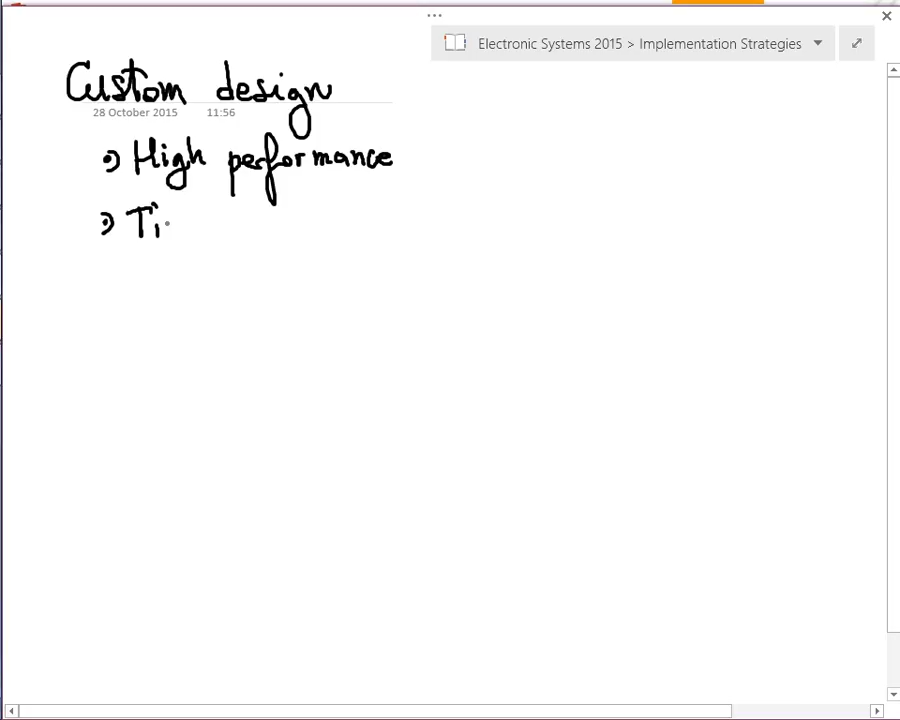 Electronic Systems 2015 > Implementation Strategies
Custom design
28 October 2015 11:56
High performance
Ti